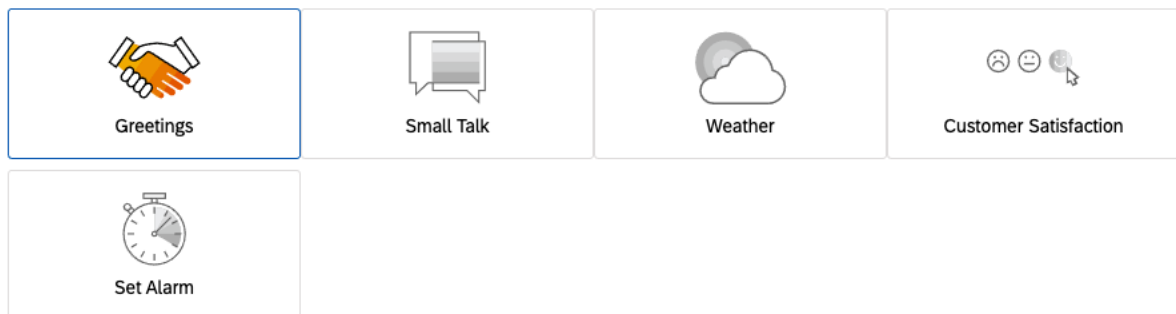 Greetings
Small Talk
Weather
Customer Satisfaction
Set Alarm